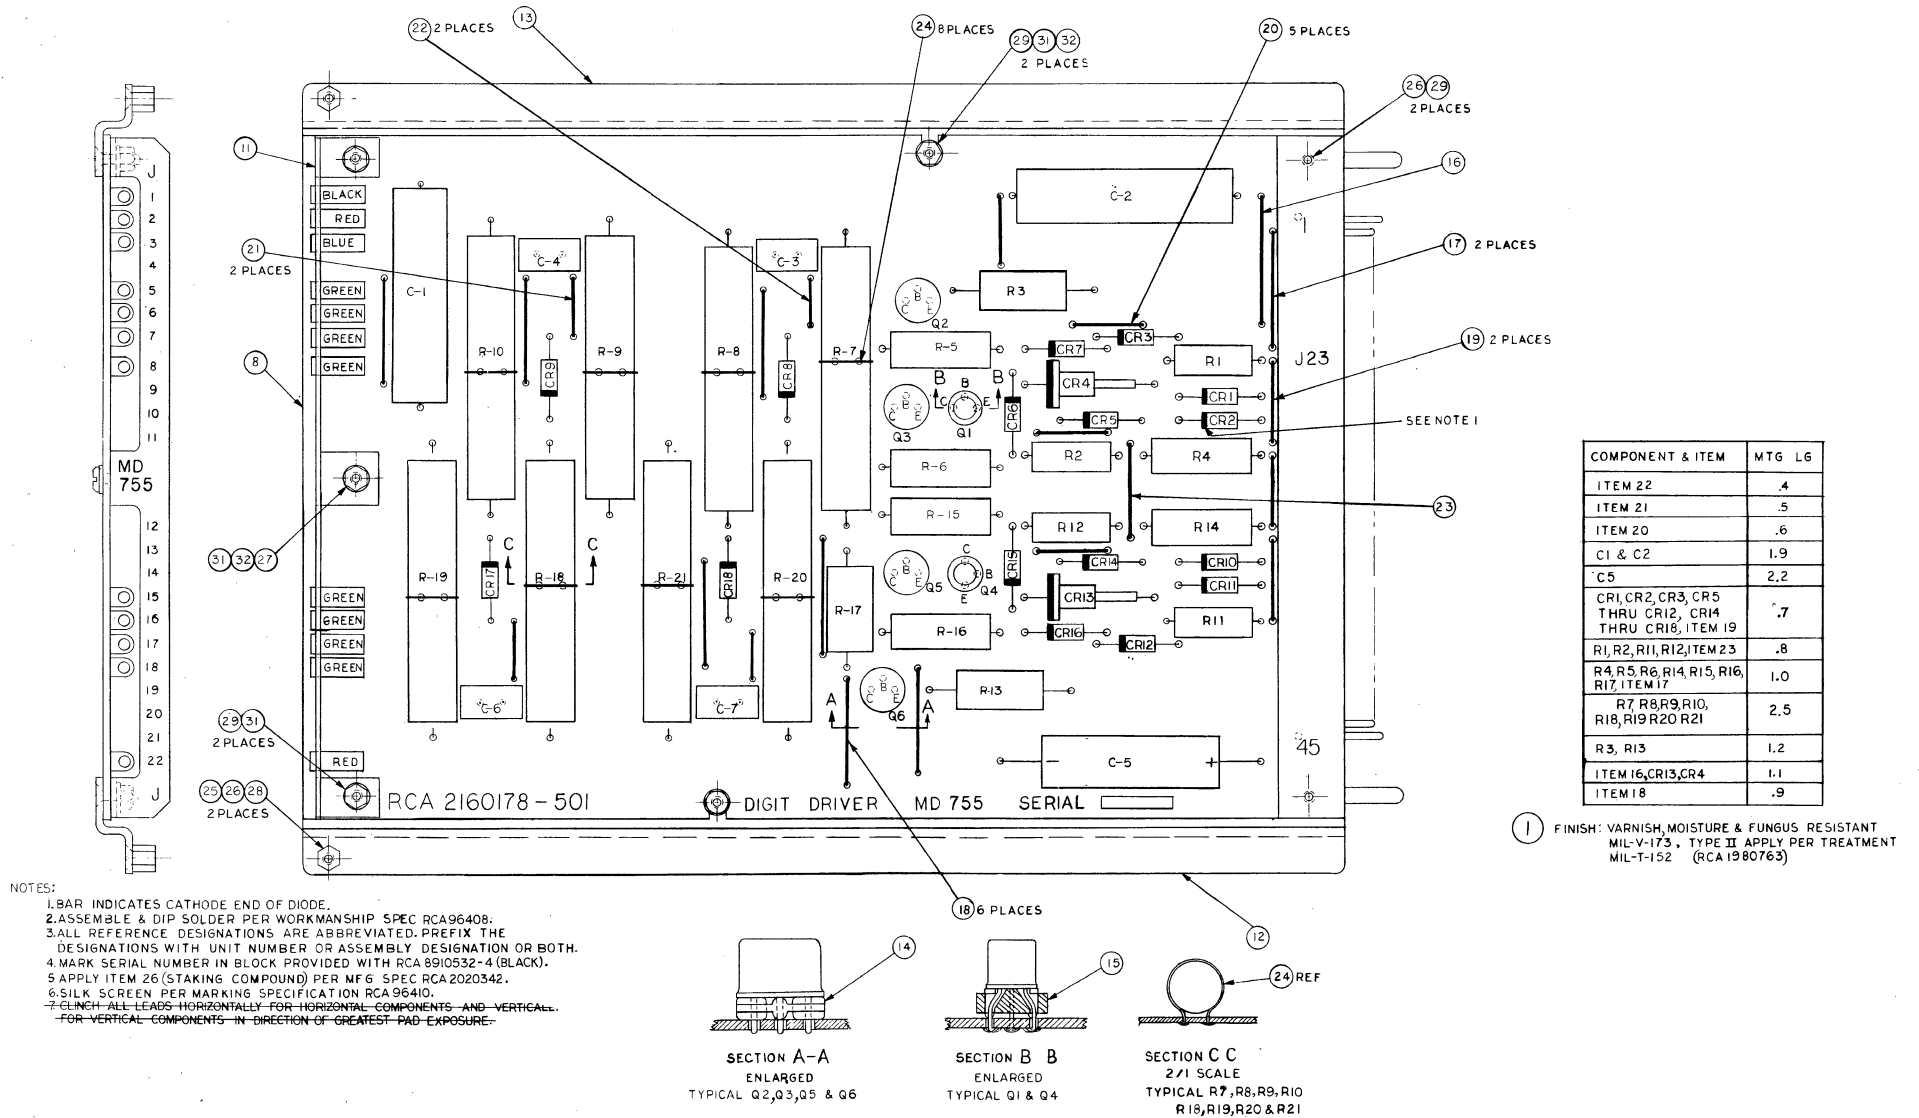 22 2 PLACES
13
24 8 PLACES
29 31 32
2 PLACES
20 5 PLACES
26 29
2 PLACES
11
16
17 2 PLACES
21
2 PLACES
19 2 PLACES
8
SEE NOTE 1
23
31 32 27
29 31
2 PLACES
25 26 28
2 PLACES
18 6 PLACES
12
J
1
2
3
4
5
6
7
8
9
10
11
MD
755
12
13
14
15
16
17
18
19
20
21
22
J
BLACK
RED
BLUE
GREEN
GREEN
GREEN
GREEN
GREEN
GREEN
GREEN
GREEN
RED
C-1
C-4
C-3
C-2
R-10
R-9
R-8
R-7
CR9
CR8
B
C E
Q2
R3
R-5
CR7
CR3
R1
B B
B
C E
Q3
B
C E
Q1
CR6
CR4
CR1
CR5
CR2
R-6
R2
R4
R-15
R12
R14
1
J23
45
C C
R-19
CR17
R-18
R-21
CR18
R-20
R-17
B
C E
Q5
C
B
E
Q4
CR15
CR14
CR10
CR13
CR11
R-16
CR16
CR12
R11
C-6
C-7
A A
B
C E
Q6
R-13
- C-5 +
RCA 2160178-501 DIGIT DRIVER MD 755 SERIAL
COMPONENT & ITEM MTG LG
ITEM 22 .4
ITEM 21 .5
ITEM 20 .6
C1 & C2 1.9
C5 2.2
CR1, CR2, CR3, CR5
THRU CR12, CR14
THRU CR18, ITEM 19 .7
R1, R2, R11, R12, ITEM 23 .8
R4, R5, R6, R14, R15, R16,
R17, ITEM 17 1.0
R7, R8, R9, R10,
R18, R19 R20 R21 2.5
R3, R13 1.2
ITEM 16, CR13, CR4 1.1
ITEM 18 .9
1 FINISH: VARNISH, MOISTURE & FUNGUS RESISTANT
MIL-V-173, TYPE II APPLY PER TREATMENT
MIL-T-152 (RCA 1980763)
NOTES:
1. BAR INDICATES CATHODE END OF DIODE.
2. ASSEMBLE & DIP SOLDER PER WORKMANSHIP SPEC RCA96408.
3. ALL REFERENCE DESIGNATIONS ARE ABBREVIATED. PREFIX THE
DESIGNATIONS WITH UNIT NUMBER OR ASSEMBLY DESIGNATION OR BOTH.
4. MARK SERIAL NUMBER IN BLOCK PROVIDED WITH RCA 8910532-4 (BLACK).
5 APPLY ITEM 26 (STAKING COMPOUND) PER MFG SPEC RCA 2020342.
6. SILK SCREEN PER MARKING SPECIFICATION RCA 96410.
7 CLINCH ALL LEADS HORIZONTALLY FOR HORIZONTAL COMPONENTS AND VERTICALL.
FOR VERTICAL COMPONENTS IN DIRECTION OF GREATEST PAD EXPOSURE.
14
SECTION A-A
ENLARGED
TYPICAL Q2, Q3, Q5 & Q6
15
SECTION B B
ENLARGED
TYPICAL Q1 & Q4
24 REF
SECTION C C
2/1 SCALE
TYPICAL R7, R8, R9, R10
R18, R19, R20 & R21